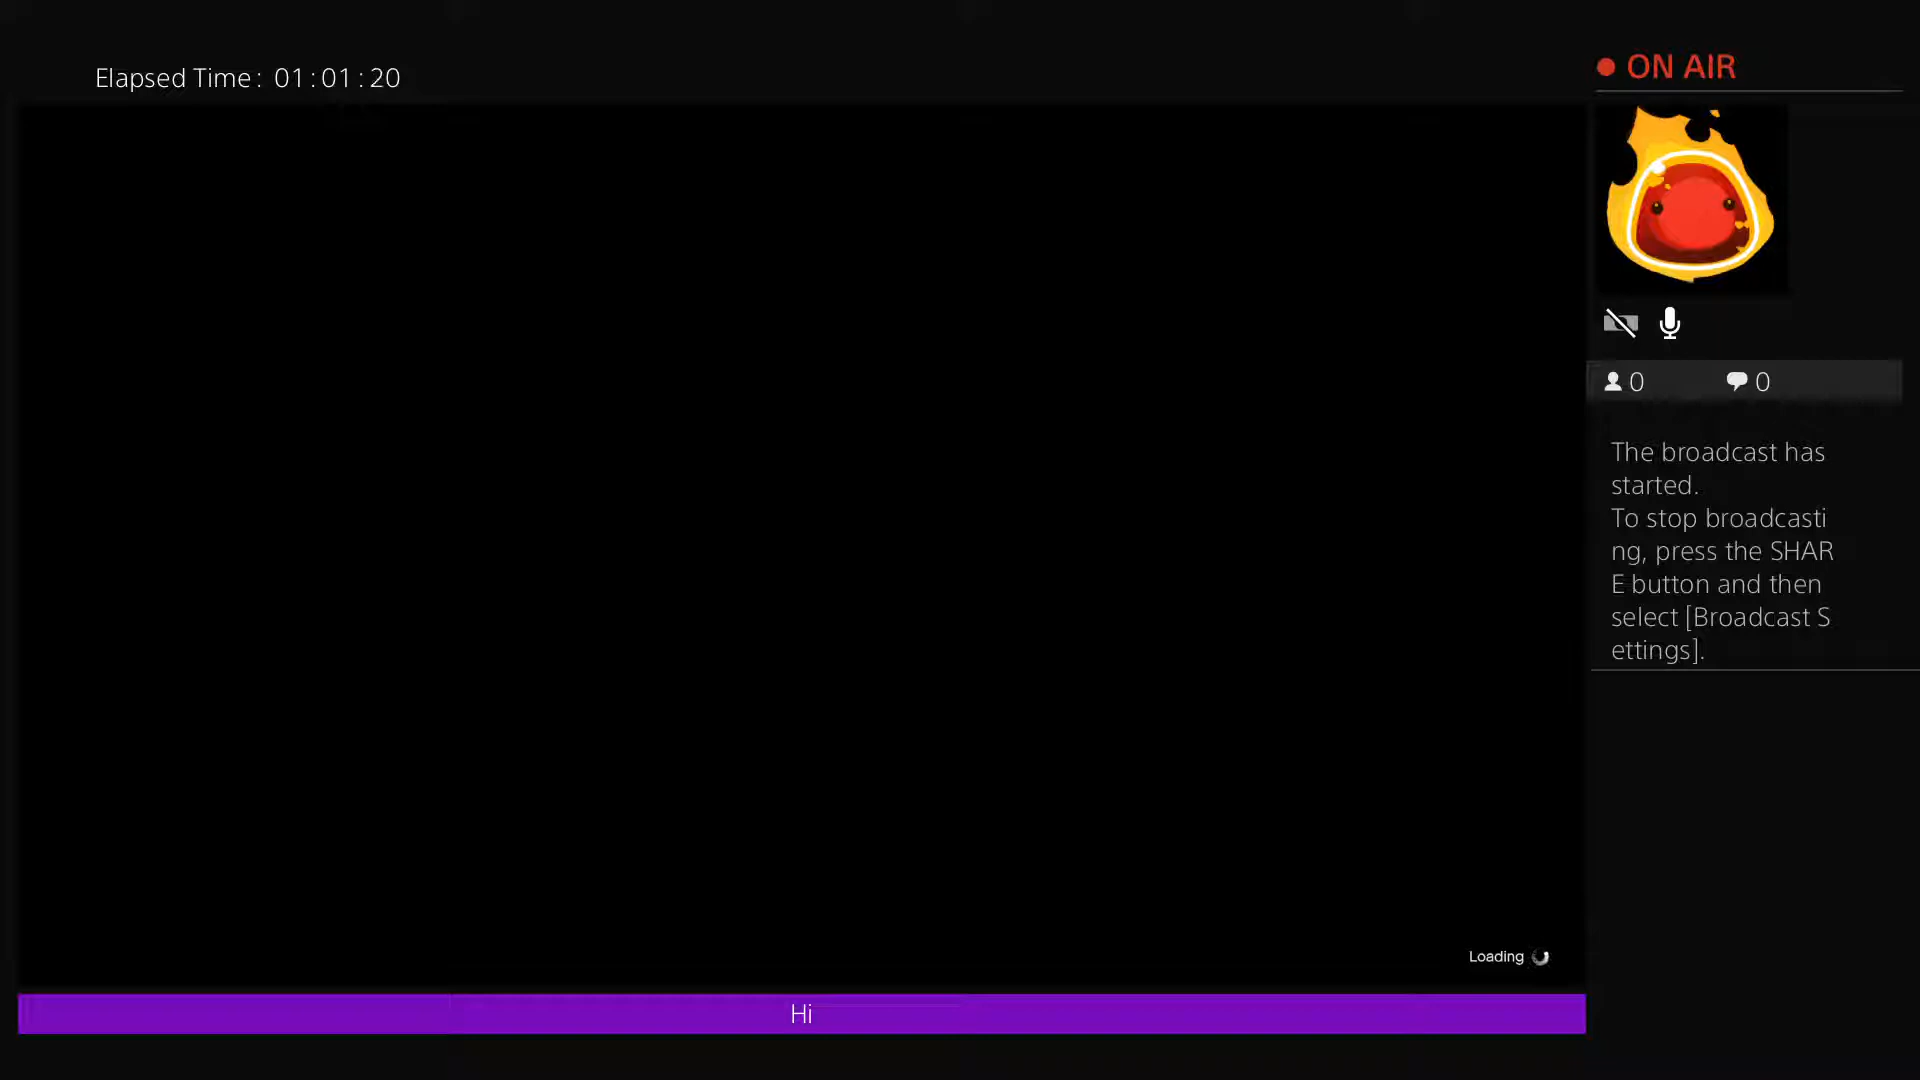 Elapsed Time: 01:01:20
ON AIR
0 0
The broadcast has
started.
To stop broadcasti
ng, press the SHAR
E button and then
select [Broadcast S
ettings].
Loading
Hi